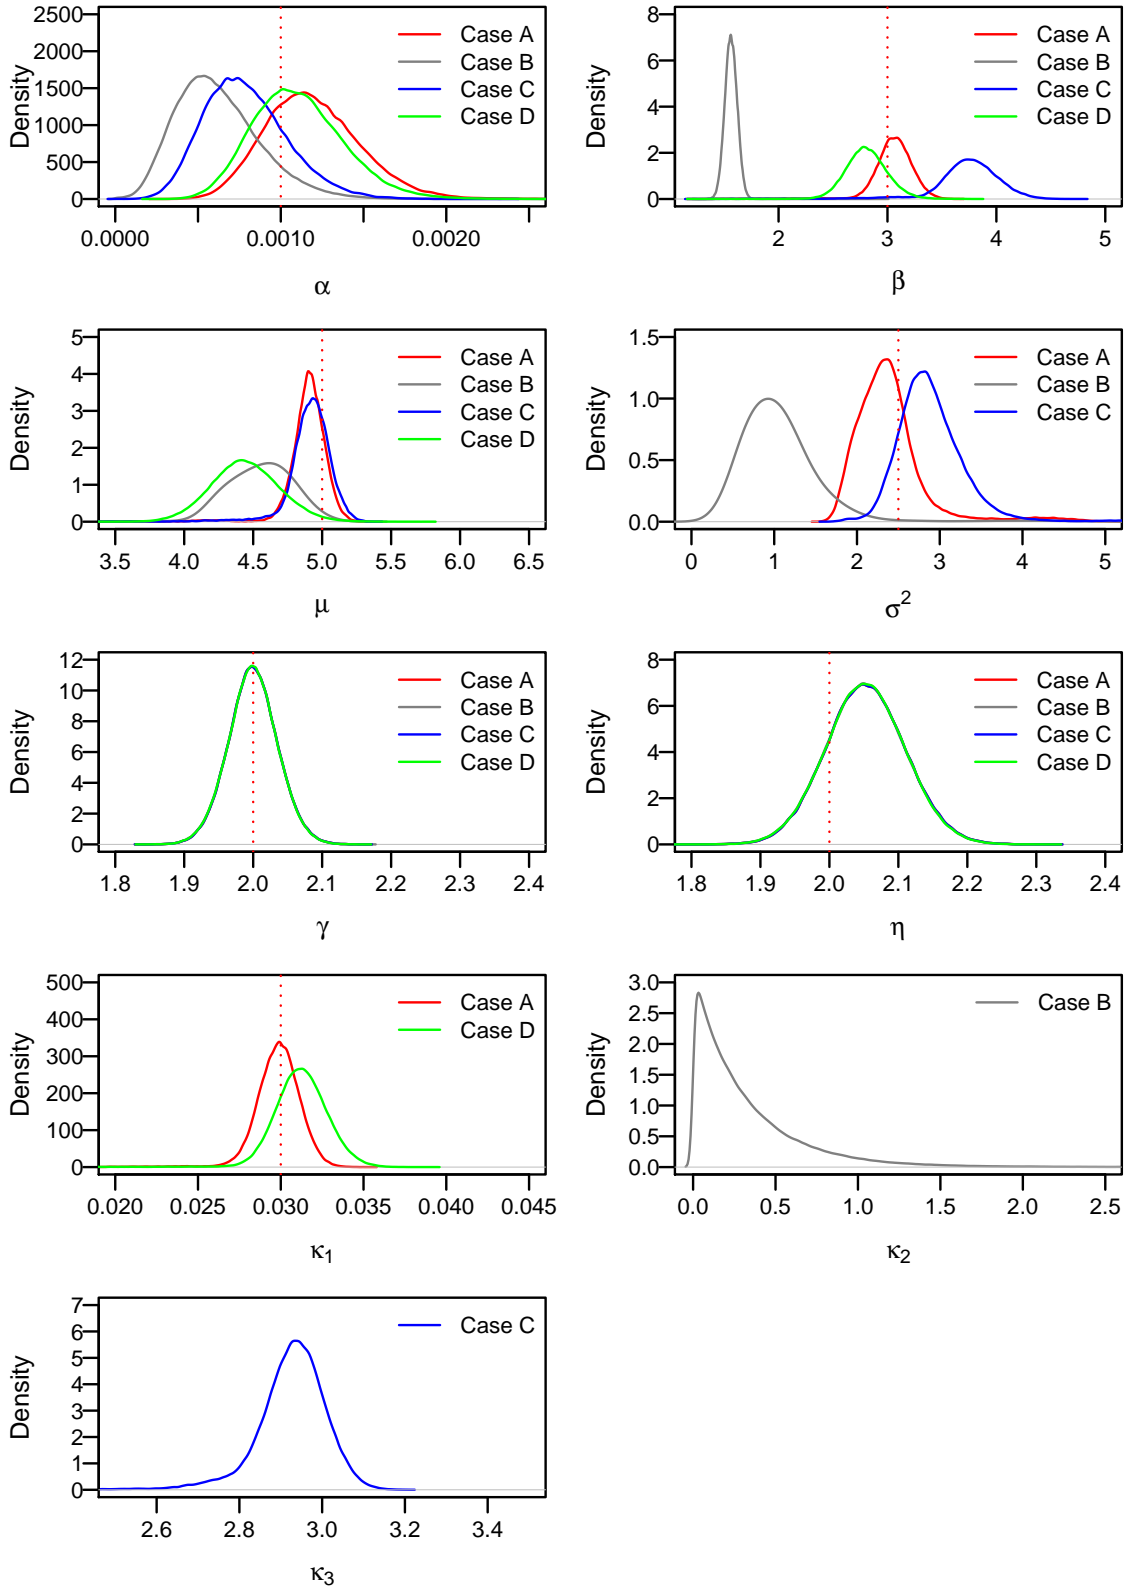 Density
2500
2000
1500
1000
500
0
0.0000 0.0010 0.0020
α
Case A
Case B
Case C
Case D
Density
8
6
4
2
0
2 3 4 5
β
Case A
Case B
Case C
Case D
Density
5
4
3
2
1
0
3.5 4.0 4.5 5.0 5.5 6.0 6.5
μ
Case A
Case B
Case C
Case D
Density
1.5
1.0
0.5
0.0
0 1 2 3 4 5
σ²
Case A
Case B
Case C
Density
12
10
8
6
4
2
0
1.8 1.9 2.0 2.1 2.2 2.3 2.4
γ
Case A
Case B
Case C
Case D
Density
8
6
4
2
0
1.8 1.9 2.0 2.1 2.2 2.3 2.4
η
Case A
Case B
Case C
Case D
Density
500
400
300
200
100
0
0.020 0.025 0.030 0.035 0.040 0.045
κ₁
Case A
Case D
Density
3.0
2.5
2.0
1.5
1.0
0.5
0.0
0.0 0.5 1.0 1.5 2.0 2.5
κ₂
Case B
Density
7
6
5
4
3
2
1
0
2.6 2.8 3.0 3.2 3.4
κ₃
Case C